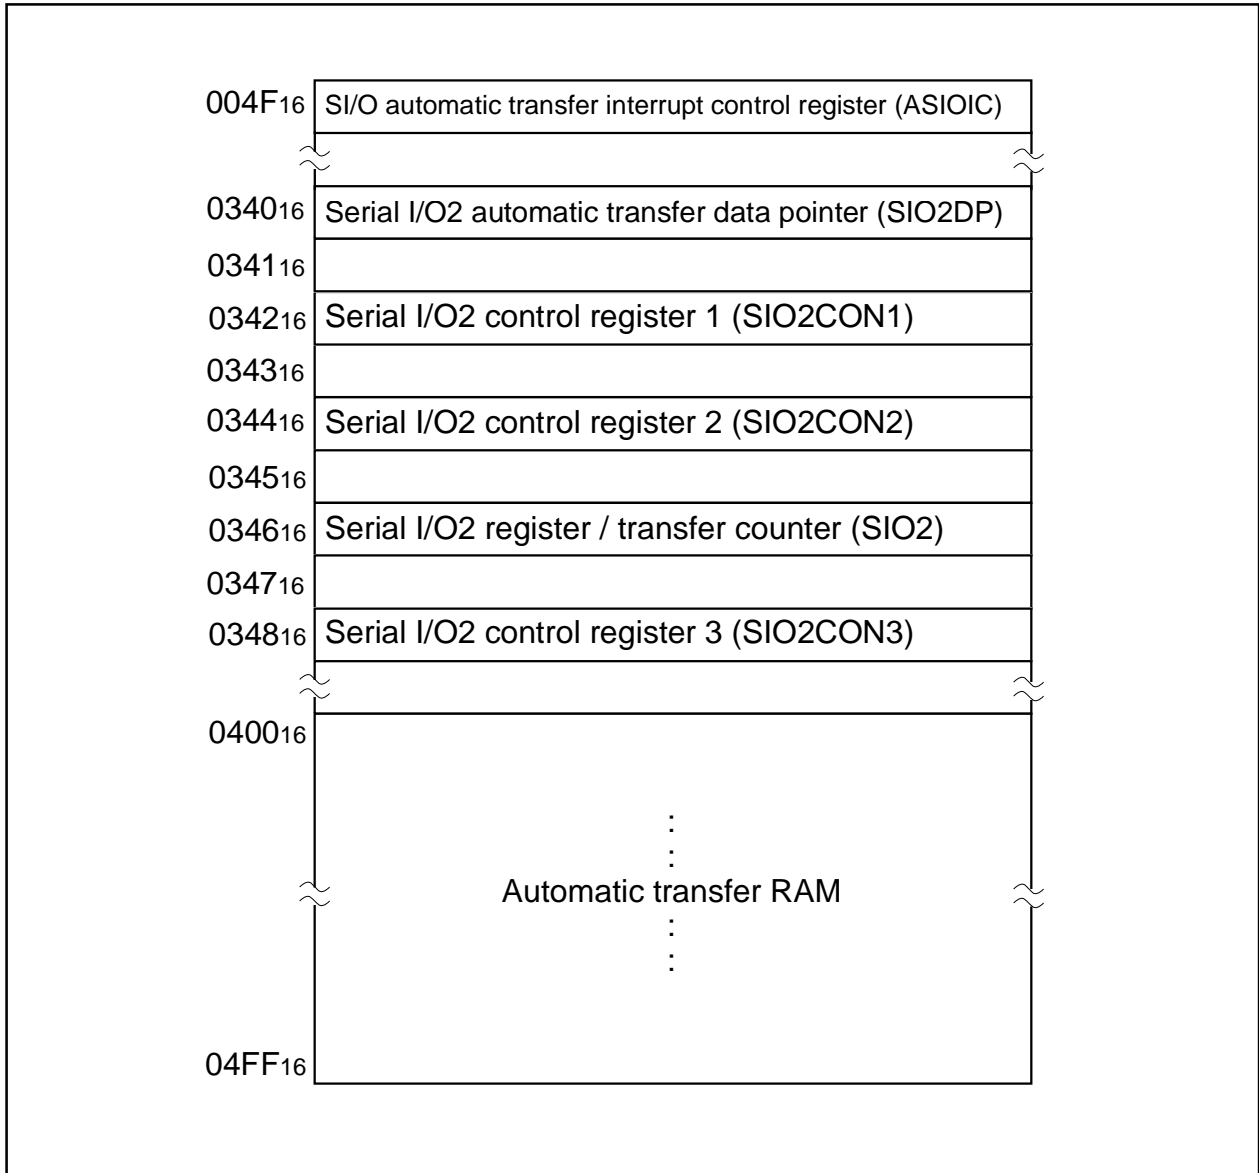 004F16 SI/O automatic transfer interrupt control register (ASIOIC)
034016 Serial I/O2 automatic transfer data pointer (SIO2DP)
034116
034216 Serial I/O2 control register 1 (SIO2CON1)
034316
034416 Serial I/O2 control register 2 (SIO2CON2)
034516
034616 Serial I/O2 register / transfer counter (SIO2)
034716
034816 Serial I/O2 control register 3 (SIO2CON3)
040016
Automatic transfer RAM
04FF16